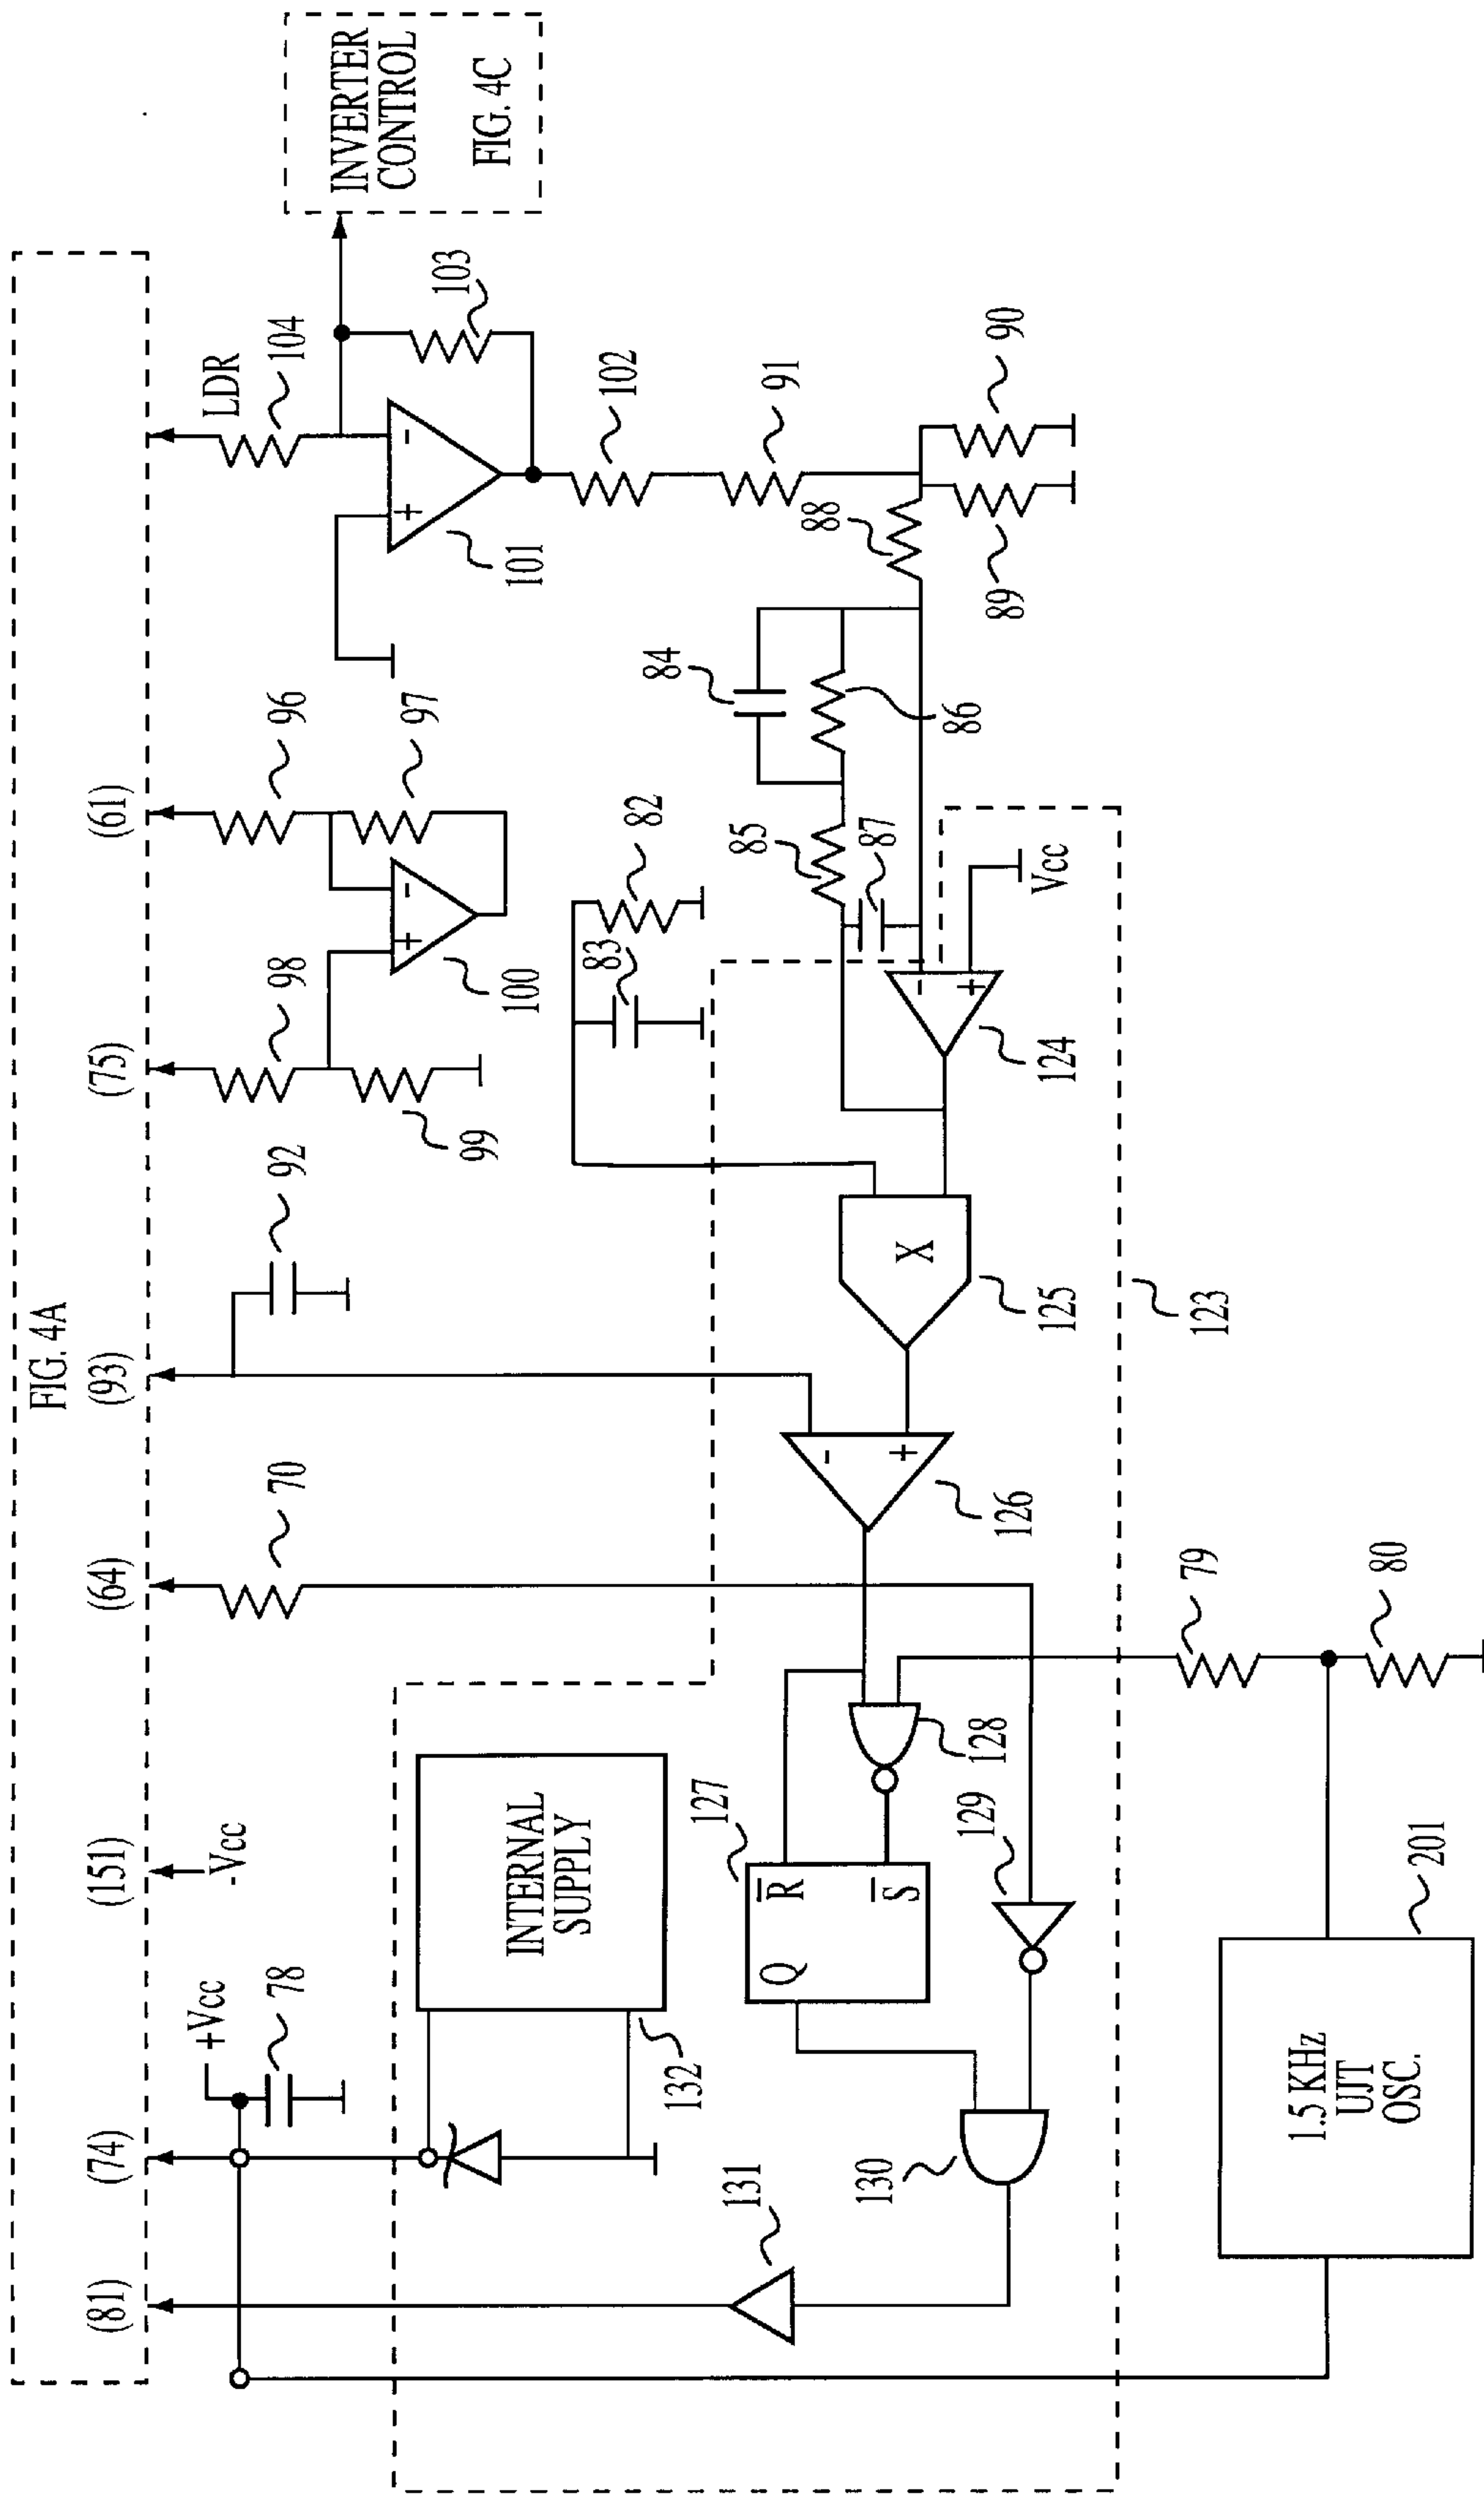 FIG. 4A
(81)
(74)
(151)
(64)
(93)
(75)
(61)
LDR
+Vcc
-Vcc
78
70
92
98
96
104
INVERTER
CONTROL
FIG. 4C
99
97
103
+
-
100
+
-
101
INTERNAL
SUPPLY
132
83
82
84
102
131
127
R
S
Q
-
+
126
X
125
85
87
86
88
91
-
+
124
Vcc
130
129
128
89
90
123
79
80
1.5 KHz
UJT
OSC.
201